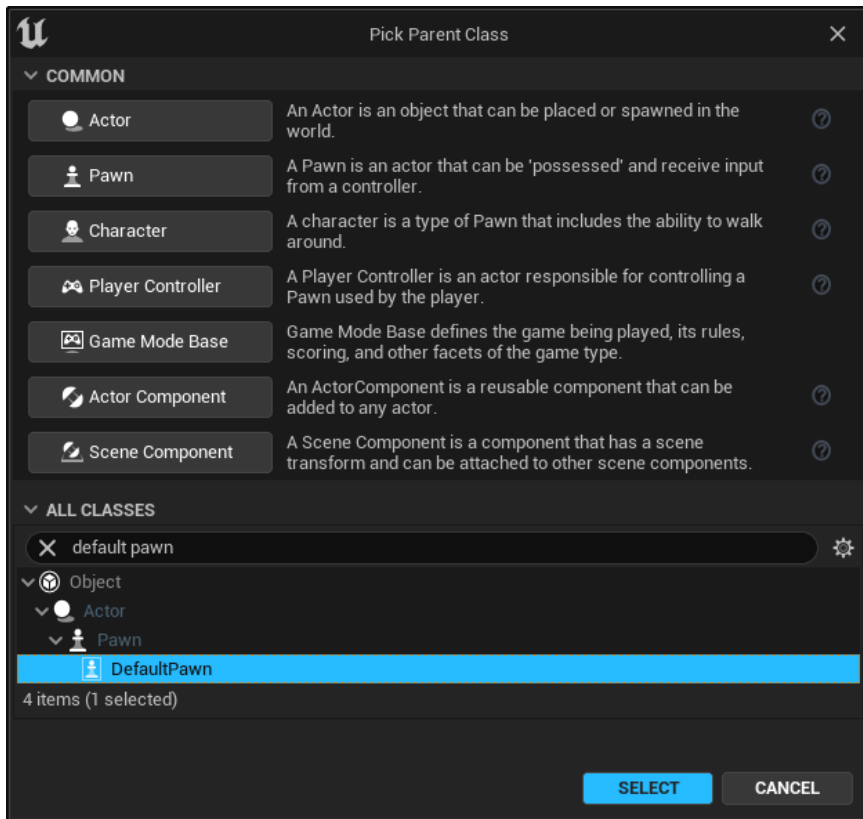 Pick Parent Class
COMMON
Actor
An Actor is an object that can be placed or spawned in the
world.
Pawn
A Pawn is an actor that can be 'possessed' and receive input
from a controller.
Character
A character is a type of Pawn that includes the ability to walk
around.
Player Controller
A Player Controller is an actor responsible for controlling a
Pawn used by the player.
Game Mode Base
Game Mode Base defines the game being played, its rules,
scoring, and other facets of the game type.
Actor Component
An ActorComponent is a reusable component that can be
added to any actor.
Scene Component
A Scene Component is a component that has a scene
transform and can be attached to other scene components.
ALL CLASSES
default pawn
Object
Actor
Pawn
DefaultPawn
4 items (1 selected)
SELECT
CANCEL